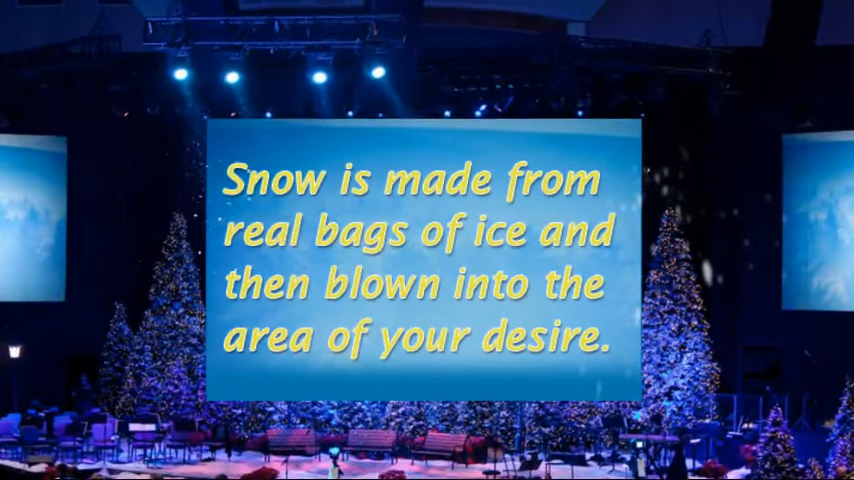 Snow is made from
real bags of ice and
then blown into the
area of your desire.